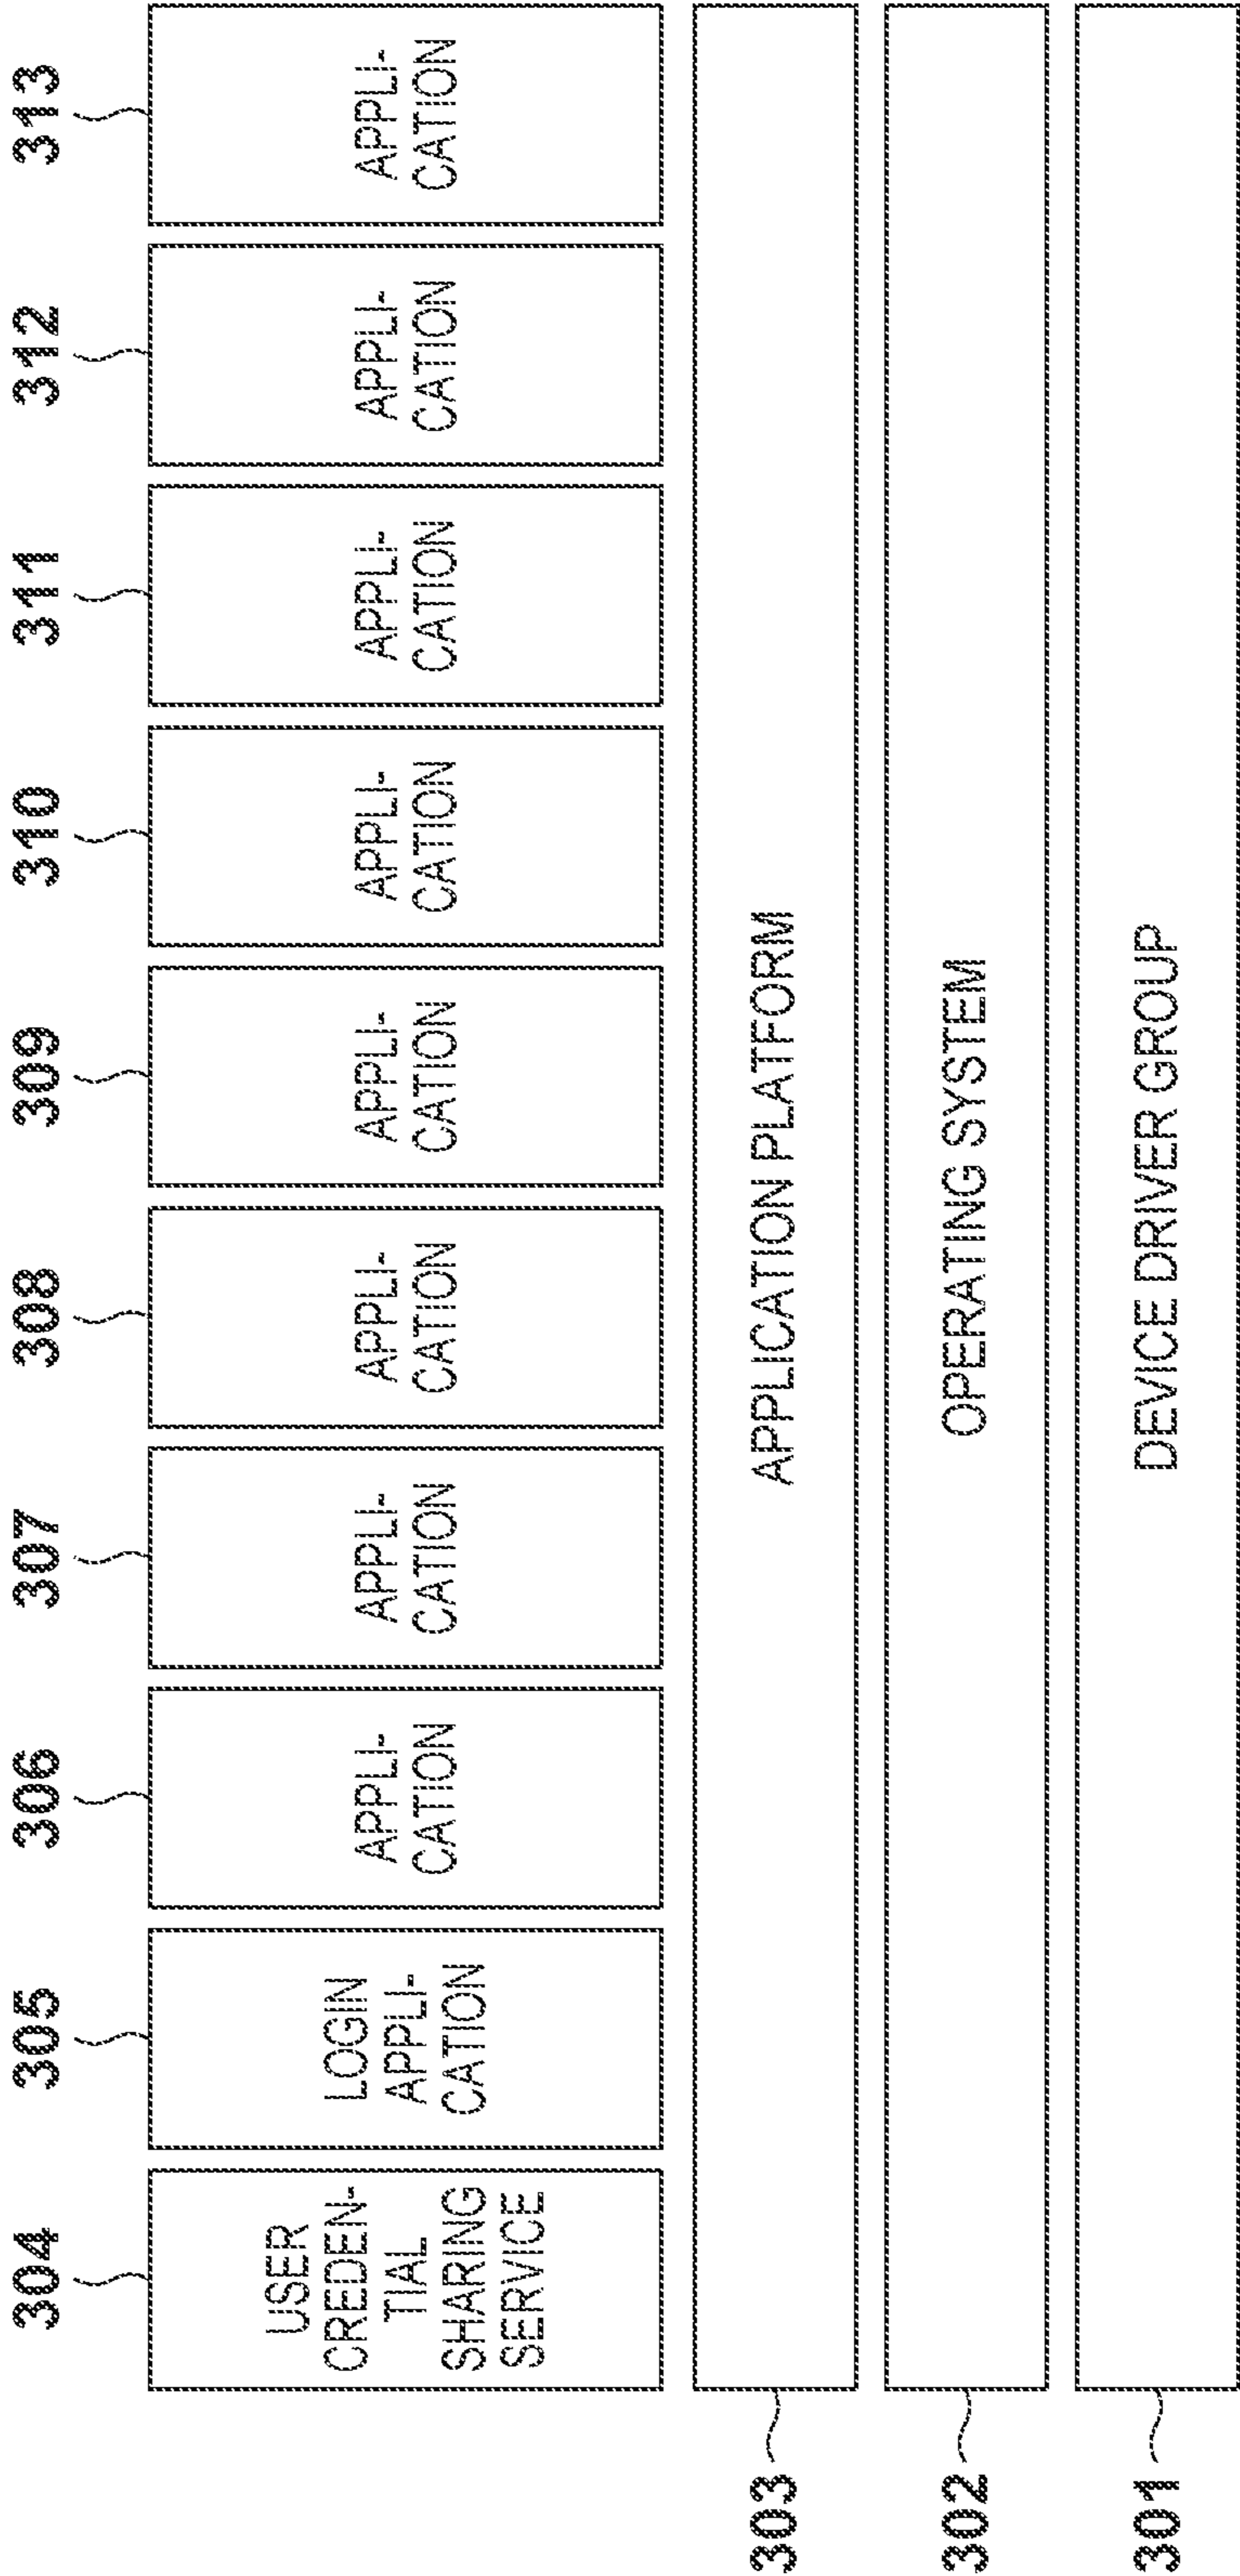 304
305
306
307
308
309
310
311
312
313
USER
CREDEN-
TIAL
SHARING
SERVICE
LOGIN
APPLI-
CATION
APPLI-
CATION
APPLI-
CATION
APPLI-
CATION
APPLI-
CATION
APPLI-
CATION
APPLI-
CATION
APPLI-
CATION
APPLI-
CATION
303
APPLICATION PLATFORM
302
OPERATING SYSTEM
301
DEVICE DRIVER GROUP